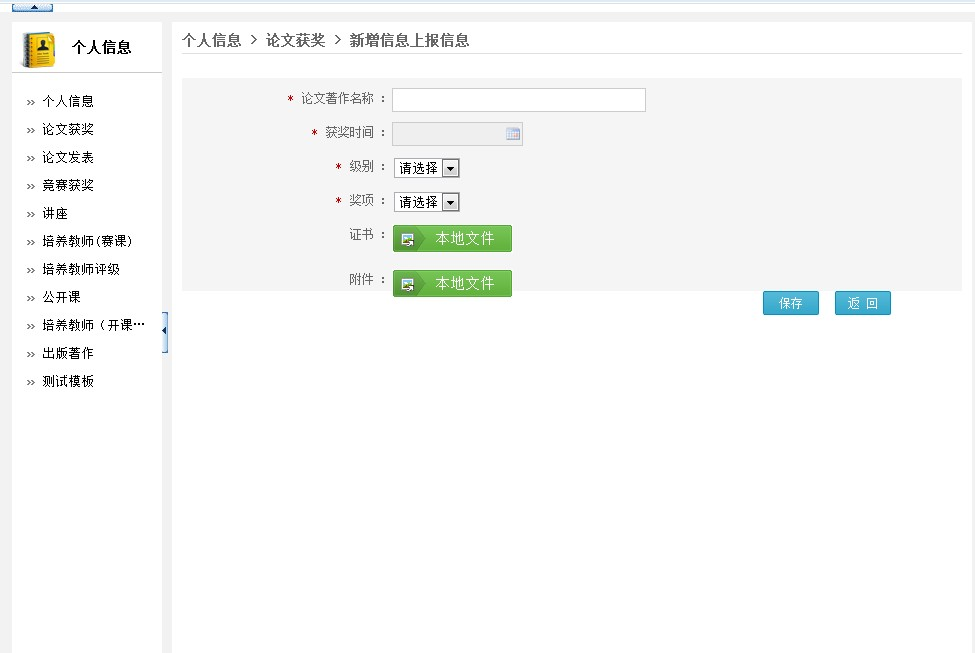 个人信息
›› 个人信息
›› 论文获奖
›› 论文发表
›› 竞赛获奖
›› 讲座
›› 培养教师(赛课)
›› 培养教师评级
›› 公开课
›› 培养教师（开课…
›› 出版著作
›› 测试模板
个人信息 > 论文获奖 > 新增信息上报信息
* 论文著作名称：
* 获奖时间：
* 级别： 请选择
* 奖项： 请选择
证书： 本地文件
附件： 本地文件
保存 返 回